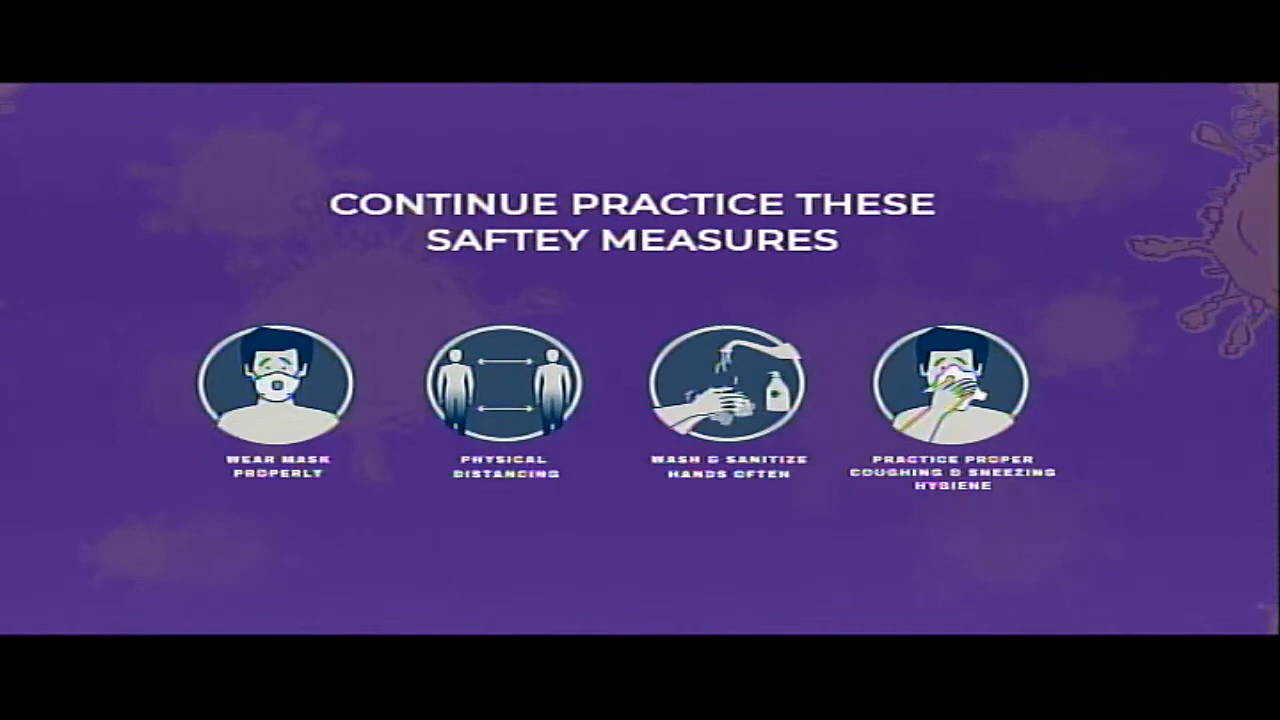 CONTINUE PRACTICE THESE
SAFTEY MEASURES
WEAR MASK
PROPERLY
PHYSICAL
DISTANCING
WASH & SANITIZE
HANDS OFTEN
PRACTICE PROPER
COUGHING & SNEEZING
HYGIENE